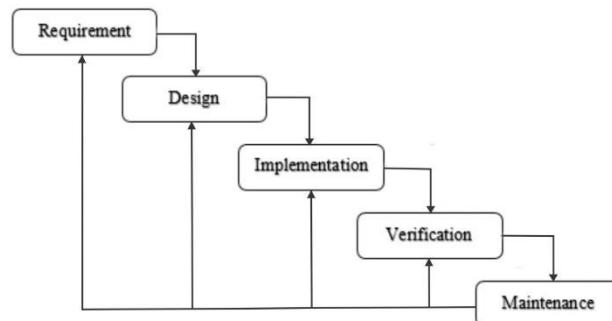 Requirement
Design
Implementation
Verification
Maintenance